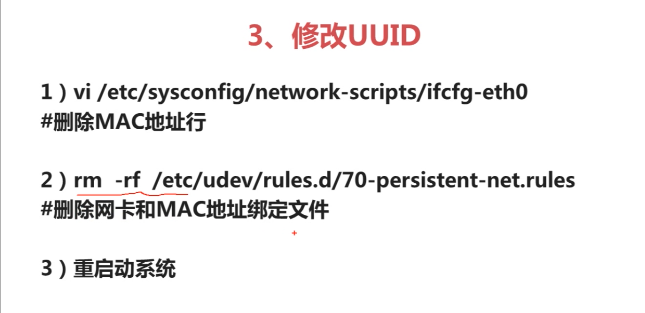 3、修改UUID
1）vi /etc/sysconfig/network-scripts/ifcfg-eth0
#删除MAC地址行
2）rm -rf /etc/udev/rules.d/70-persistent-net.rules
#删除网卡和MAC地址绑定文件
3）重启动系统